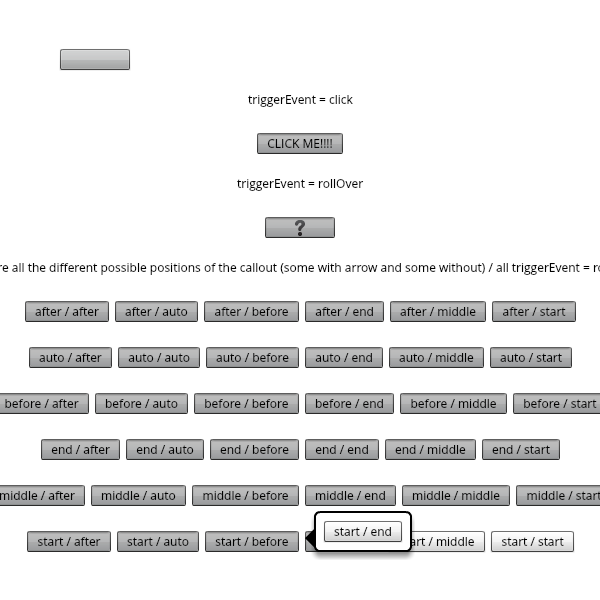 triggerEvent = click
CLICK ME!!!!
triggerEvent = rollOver
?
all the different possible positions of the callout (some with arrow and some without) / all triggerEvent =
after / after after / auto after / before after / end after / middle after / start
auto / after auto / auto auto / before auto / end auto / middle auto / start
before / after before / auto before / before before / end before / middle before / start
end / after end / auto end / before end / end end / middle end / start
middle / after middle / auto middle / before middle / end middle / middle middle / start
start / after start / auto start / before start / end / middle start / start